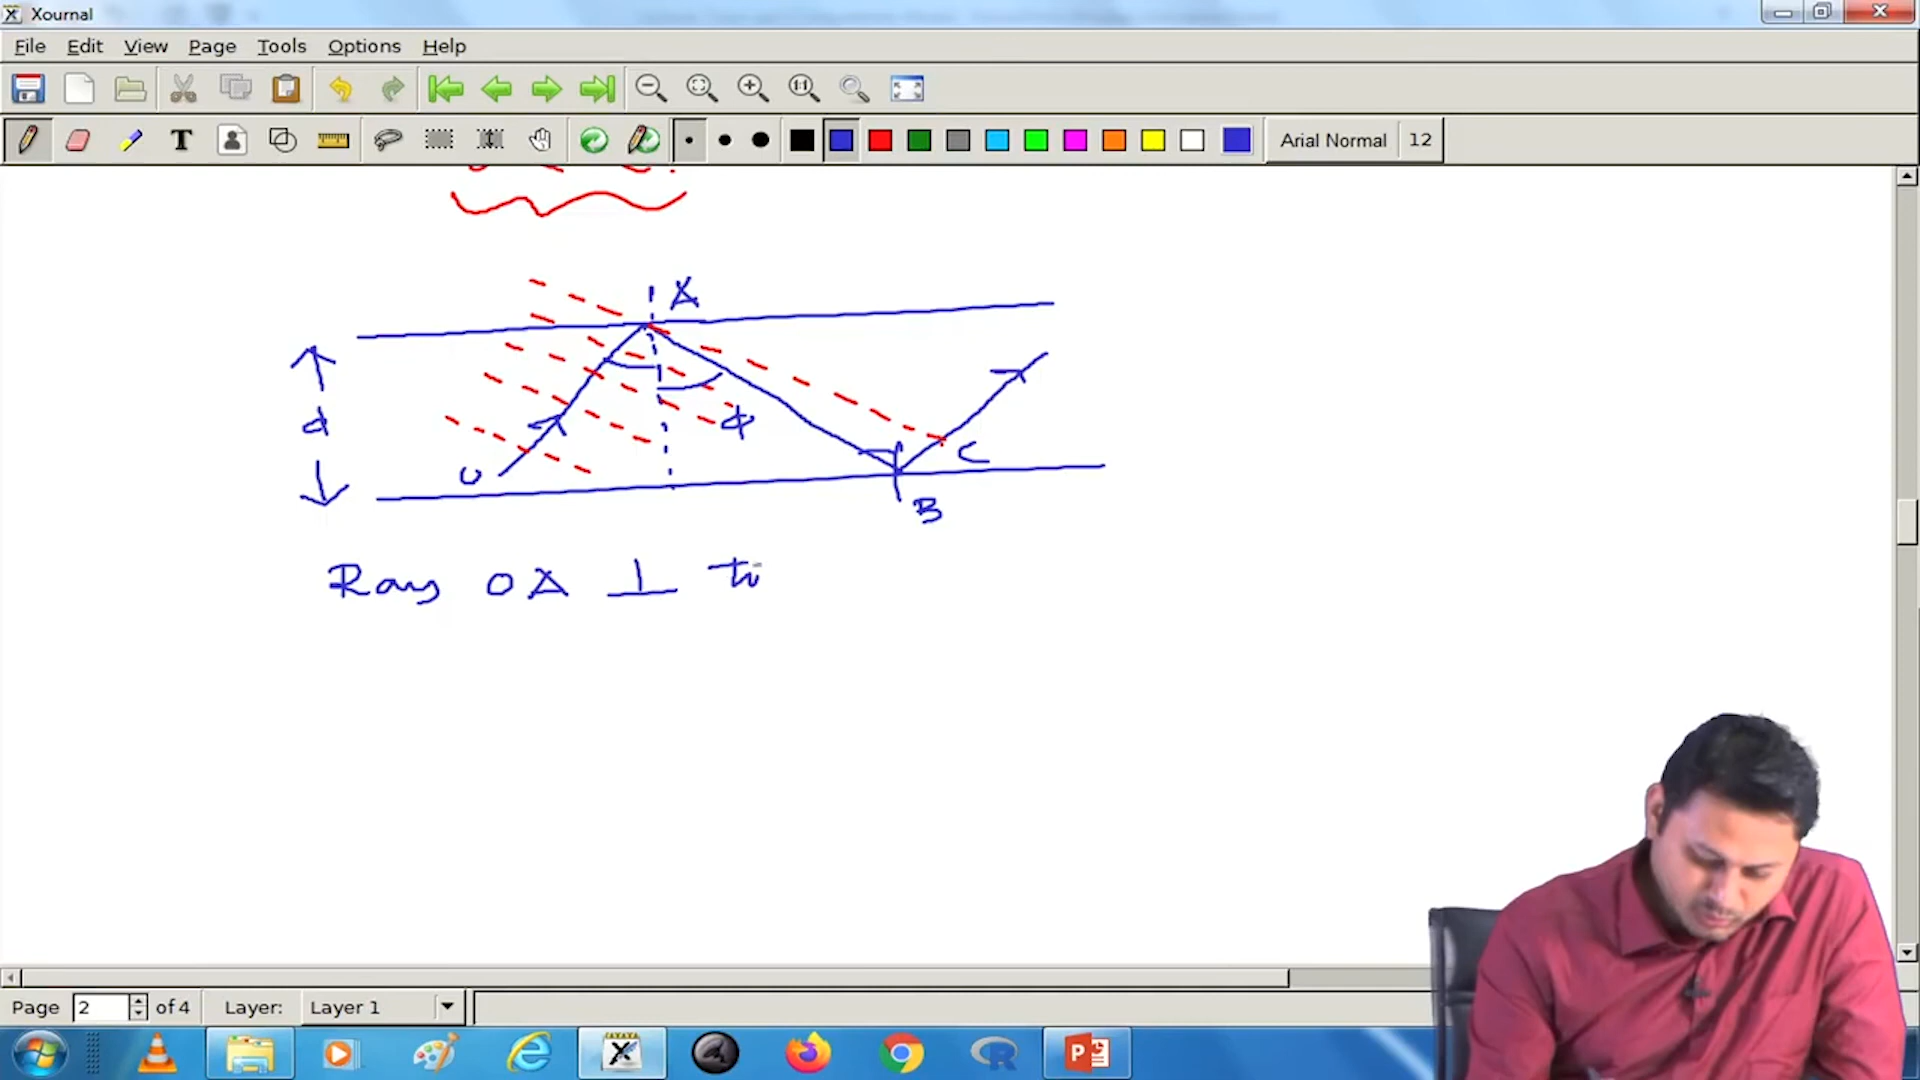 Xournal
File Edit View Page Tools Options Help
Arial Normal 12
A
d
ϕ
O
C
B
Ray OA ⊥ to
Page 2 of 4 Layer: Layer 1